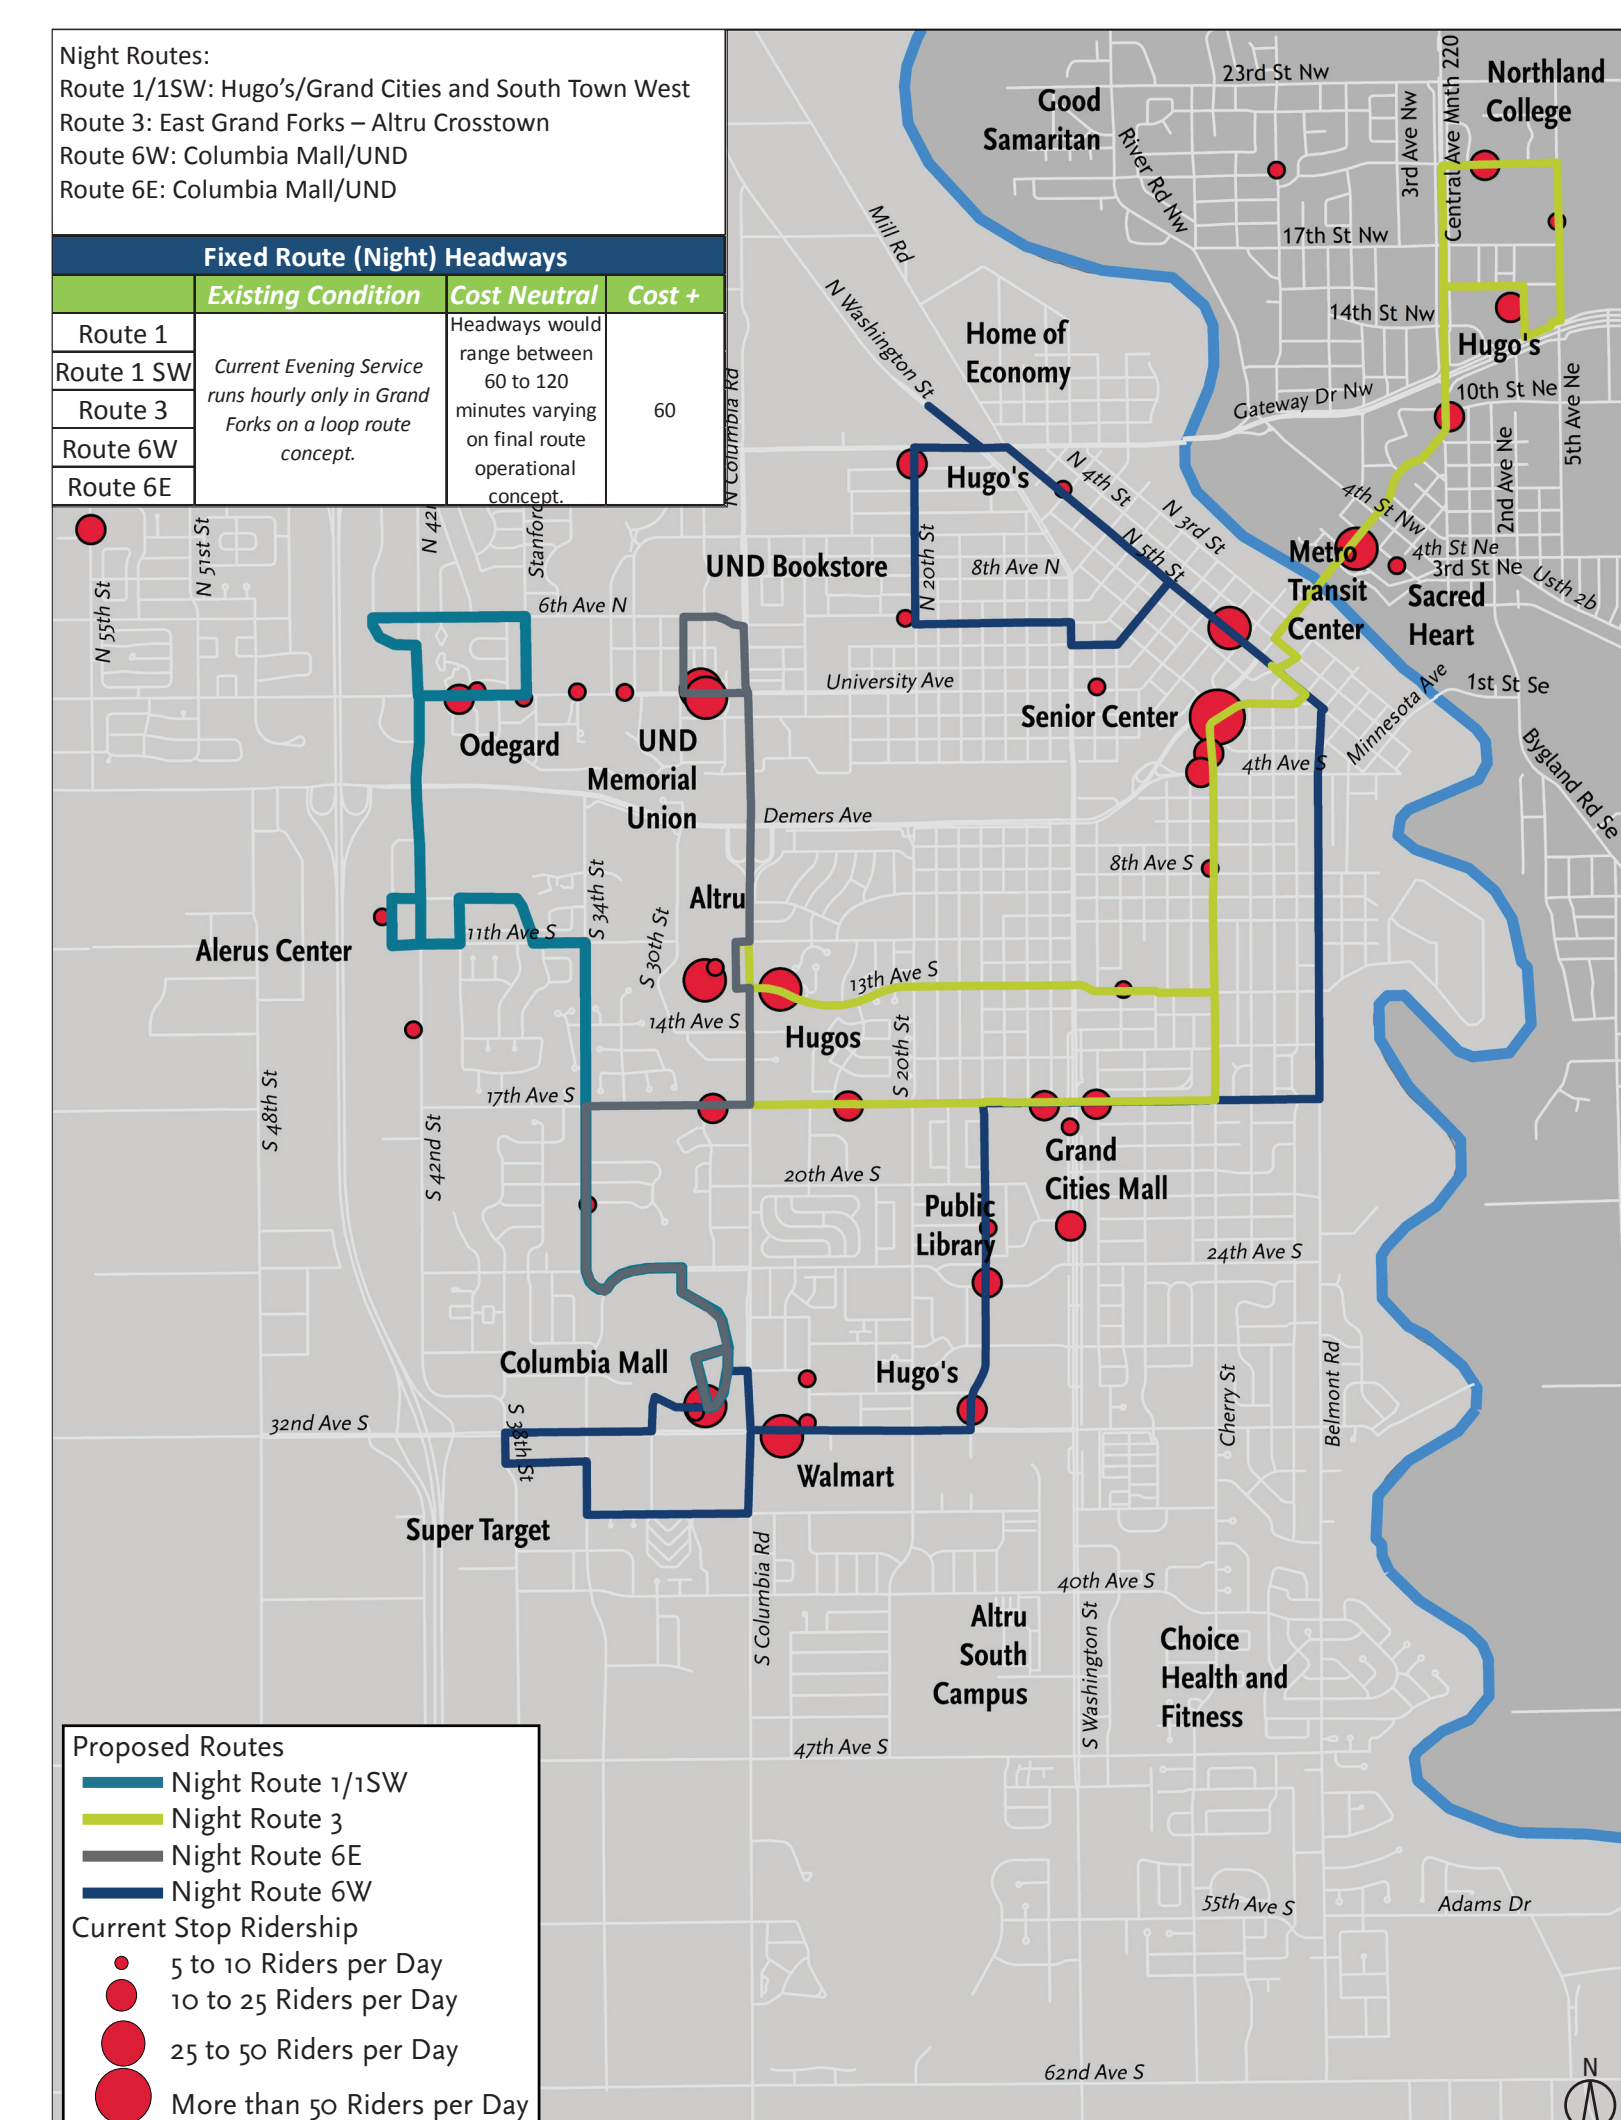 Night Routes:
Route 1/1SW: Hugo’s/Grand Cities and South Town West
Route 3: East Grand Forks – Altru Crosstown
Route 6W: Columbia Mall/UND
Route 6E: Columbia Mall/UND
Fixed Route (Night) Headways
Existing Condition Cost Neutral Cost +
Route 1
Route 1 SW
Route 3
Route 6W
Route 6E
Current Evening Service
runs hourly only in Grand
Forks on a loop route
concept.
Headways would
range between
60 to 120
minutes varying
on final route
operational
concept.
60
23rd St Nw
Northland
College
Good
Samaritan
River Rd Nw
3rd Ave Nw
Central Ave Mnth 220
17th St Nw
Mill Rd
N Washington St
14th St Nw
Hugo's
Home of
Economy
Gateway Dr Nw
10th St Ne
5th Ave Ne
2nd Ave Ne
N Columbia Rd
Hugo's
N 4th St
N 3rd St
N 5th St
4th St Nw
4th St Ne
3rd St Ne
Usth 2b
Metro
Transit
Center
Sacred
Heart
N 55th St
N 51st St
N 42
Stanford
UND Bookstore
N 20th St
8th Ave N
6th Ave N
University Ave
Senior Center
Minnesota Ave
1st St Se
Bygland Rd Se
4th Ave S
Odegard
UND
Memorial
Union
Demers Ave
8th Ave S
Altru
S 34th St
S 30th St
Alerus Center
11th Ave S
13th Ave S
14th Ave S
Hugos
S 20th St
17th Ave S
S 48th St
S 42nd St
Grand
Cities Mall
20th Ave S
Public
Library
24th Ave S
Columbia Mall
Hugo's
Cherry St
Belmont Rd
32nd Ave S
S 38th St
Walmart
Super Target
S Columbia Rd
40th Ave S
Altru
South
Campus
S Washington St
Choice
Health and
Fitness
47th Ave S
55th Ave S
Adams Dr
62nd Ave S
N
Proposed Routes
Night Route 1/1SW
Night Route 3
Night Route 6E
Night Route 6W
Current Stop Ridership
5 to 10 Riders per Day
10 to 25 Riders per Day
25 to 50 Riders per Day
More than 50 Riders per Day